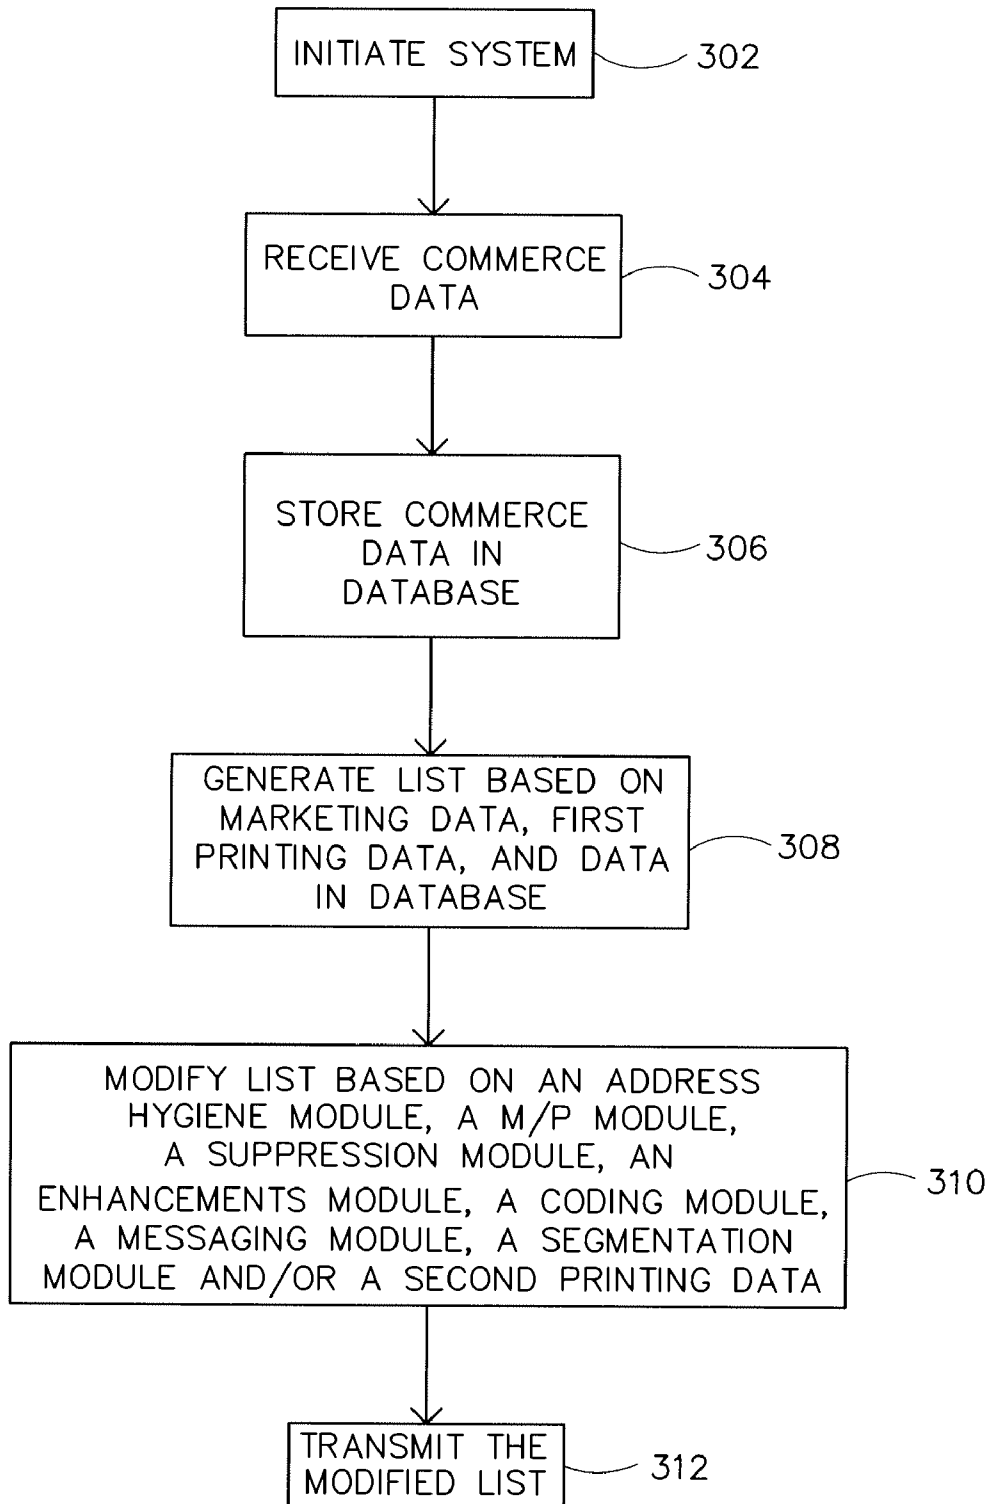 INITIATE SYSTEM
302
RECEIVE COMMERCE
DATA
304
STORE COMMERCE
DATA IN
DATABASE
306
GENERATE LIST BASED ON
MARKETING DATA, FIRST
PRINTING DATA, AND DATA
IN DATABASE
308
MODIFY LIST BASED ON AN ADDRESS
HYGIENE MODULE, A M/P MODULE,
A SUPPRESSION MODULE, AN
ENHANCEMENTS MODULE, A CODING MODULE,
A MESSAGING MODULE, A SEGMENTATION
MODULE AND/OR A SECOND PRINTING DATA
310
TRANSMIT THE
MODIFIED LIST
312